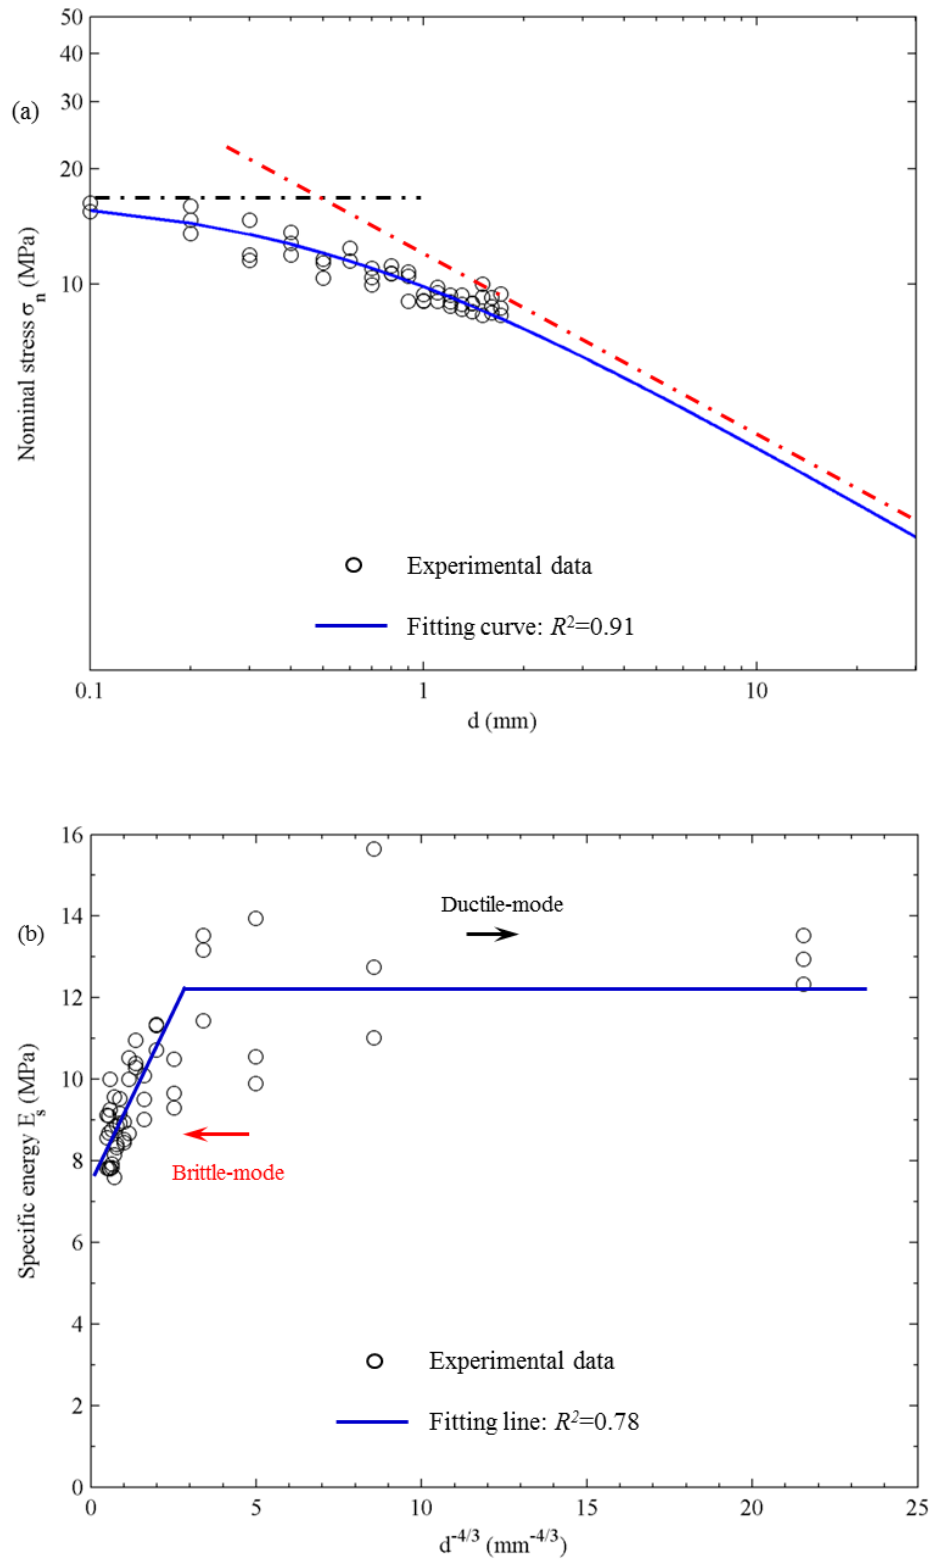 50
40
30
(a)
20
10
Nominal stress σn (MPa)
Experimental data
Fitting curve: R2=0.91
0.1 1 10
d (mm)
16
14
Ductile-mode
(b)
12
10
8
Brittle-mode
6
4
2
0
Specific energy Es (MPa)
Experimental data
Fitting line: R2=0.78
0 5 10 15 20 25
d-4/3 (mm-4/3)